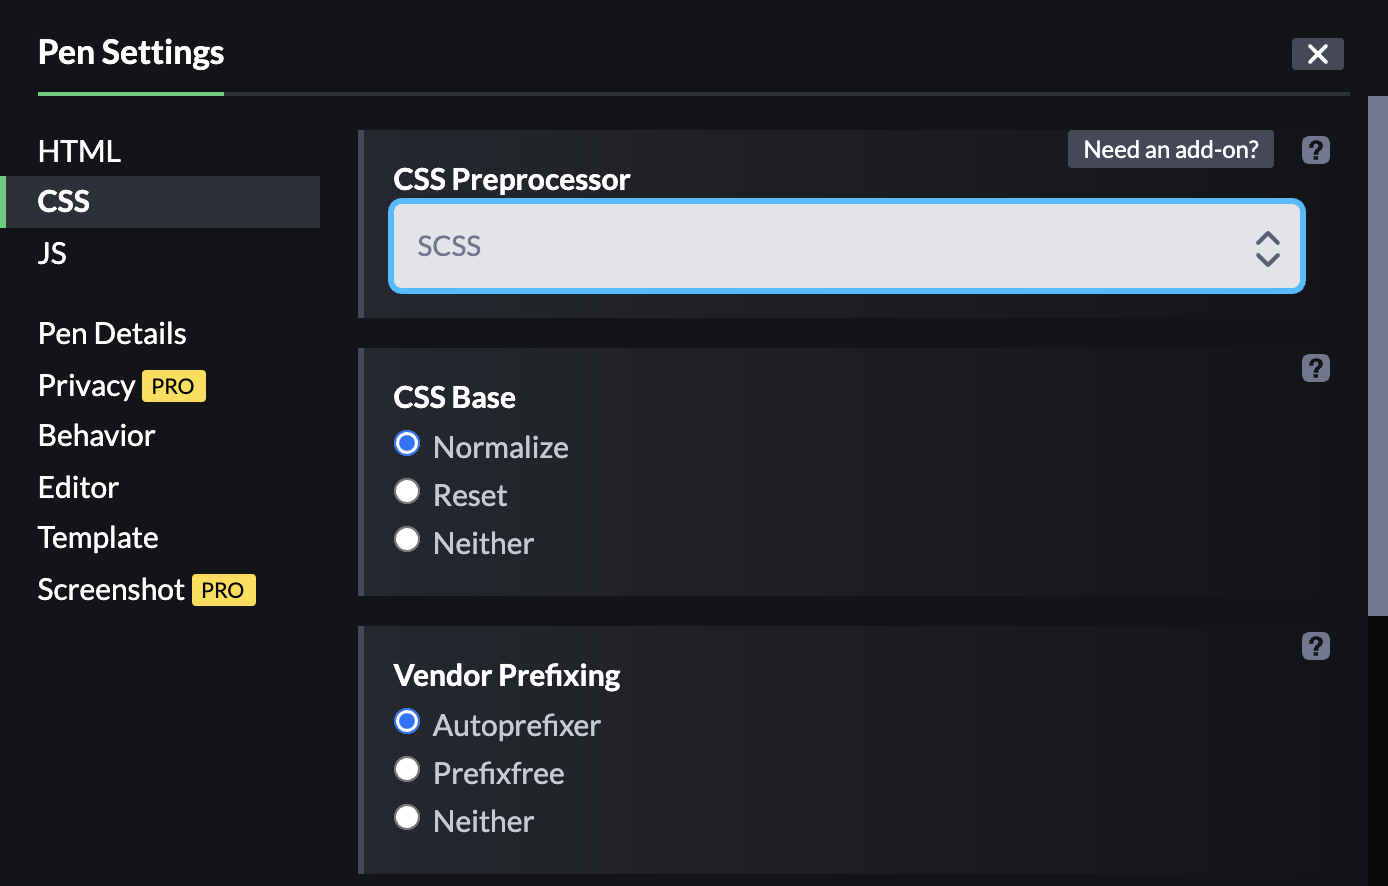 Pen Settings
HTML
CSS
JS
Pen Details
Privacy PRO
Behavior
Editor
Template
Screenshot PRO
Need an add-on? ?
CSS Preprocessor
SCSS
?
CSS Base
Normalize
Reset
Neither
?
Vendor Prefixing
Autoprefixer
Prefixfree
Neither